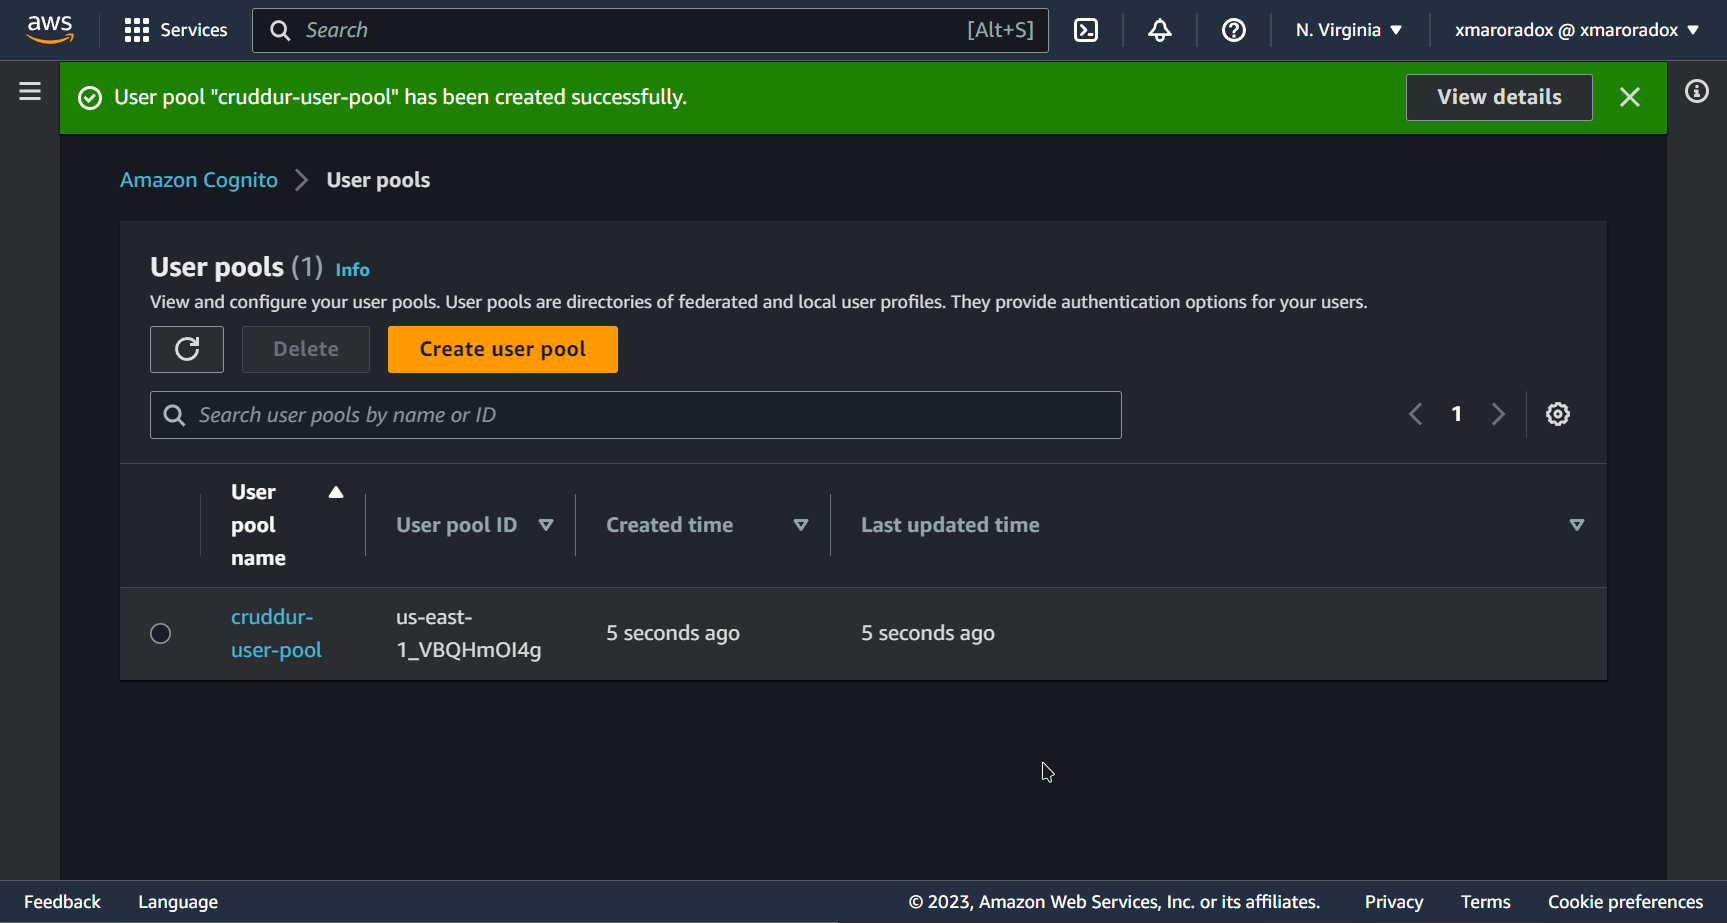 aws
Services
Search
[Alt+S]
N. Virginia
xmaroradox @ xmaroradox
User pool "cruddur-user-pool" has been created successfully.
View details
Amazon Cognito
User pools
User pools (1) Info
View and configure your user pools. User pools are directories of federated and local user profiles. They provide authentication options for your users.
Delete
Create user pool
Search user pools by name or ID
1
User
pool
name
User pool ID
Created time
Last updated time
cruddur-
user-pool
us-east-
1_VBQHmOI4g
5 seconds ago
5 seconds ago
Feedback
Language
© 2023, Amazon Web Services, Inc. or its affiliates.
Privacy
Terms
Cookie preferences